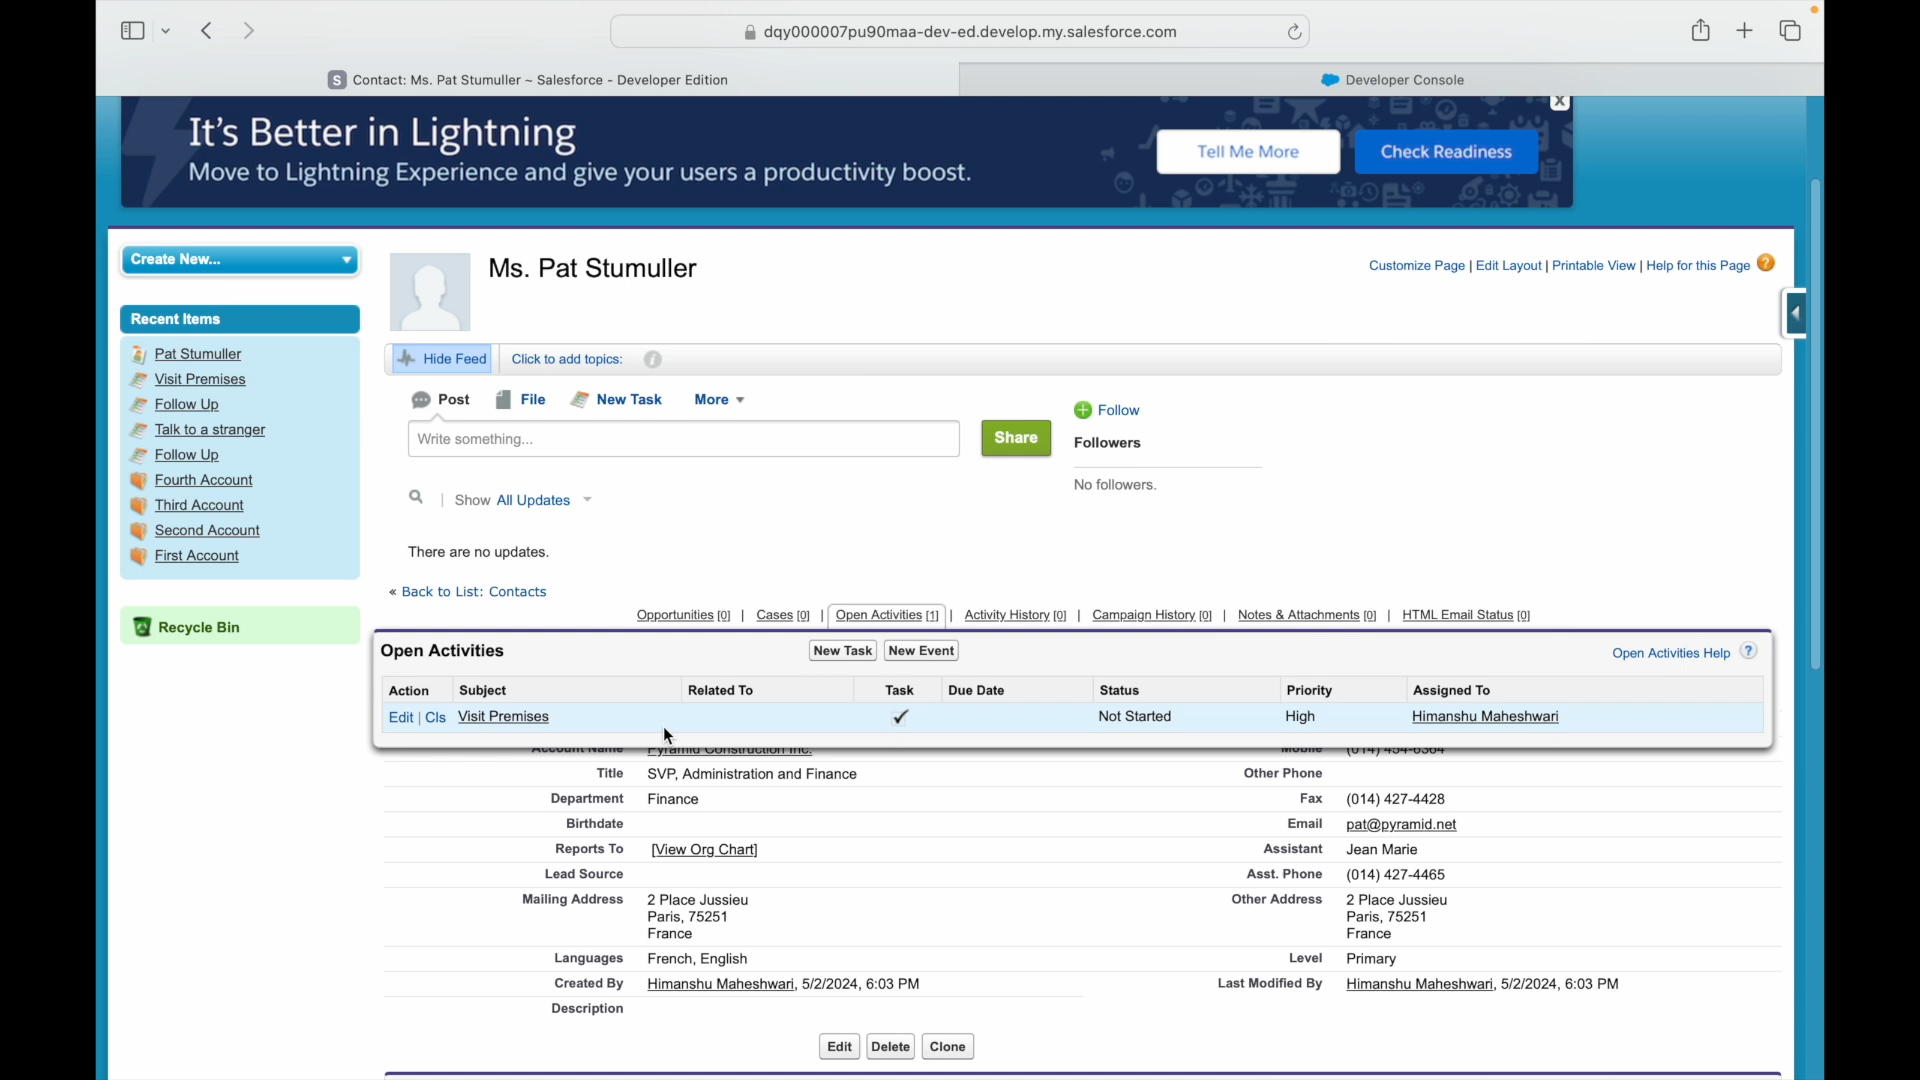 dqy000007pu90maa-dev-ed.develop.my.salesforce.com
S Contact: Ms. Pat Stumuller ~ Salesforce - Developer Edition
Developer Console
It's Better in Lightning
Move to Lightning Experience and give your users a productivity boost.
Tell Me More
Check Readiness
x
Create New...
Ms. Pat Stumuller
Customize Page | Edit Layout | Printable View | Help for this Page ?
Recent Items
Pat Stumuller
Visit Premises
Follow Up
Talk to a stranger
Follow Up
Fourth Account
Third Account
Second Account
First Account
Recycle Bin
Hide Feed
Click to add topics:
i
Post
File
New Task
More
Write something...
Share
Follow
Followers
No followers.
| Show All Updates
There are no updates.
« Back to List: Contacts
Opportunities [0] | Cases [0] | Open Activities [1] | Activity History [0] | Campaign History [0] | Notes & Attachments [0] | HTML Email Status [0]
Open Activities
New Task
New Event
Open Activities Help ?
Action Subject Related To Task Due Date Status Priority Assigned To
Edit | Cls Visit Premises Not Started High Himanshu Maheshwari
Account Name Pyramid Construction Inc. Mobile (014) 454-6364
Title SVP, Administration and Finance Other Phone
Department Finance Fax (014) 427-4428
Birthdate Email pat@pyramid.net
Reports To [View Org Chart] Assistant Jean Marie
Lead Source Asst. Phone (014) 427-4465
Mailing Address 2 Place Jussieu Other Address 2 Place Jussieu
Paris, 75251 Paris, 75251
France France
Languages French, English Level Primary
Created By Himanshu Maheshwari, 5/2/2024, 6:03 PM Last Modified By Himanshu Maheshwari, 5/2/2024, 6:03 PM
Description
Edit
Delete
Clone